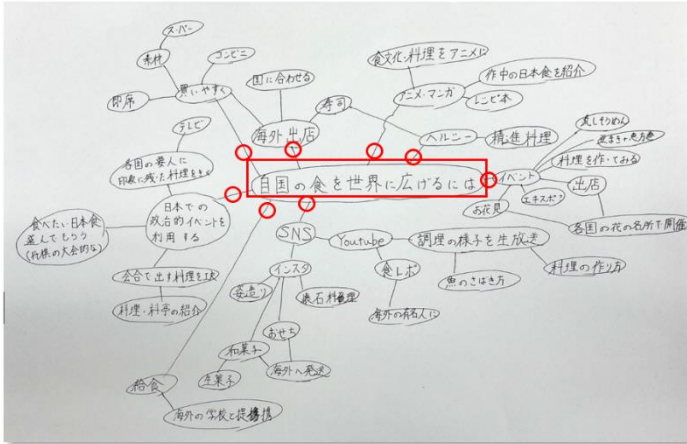 スーパー
素材
コンビニ
買いやすく
即席
国に合わせる
海外出店
寿司
食文化・料理をアニメに
アニメ・マンガ
作中の日本食を紹介
レシピ本
ヘルシー
精進料理
テレビ
各国の要人に
印象に残った料理をきく
自国の食を世界に広げるには
イベント
流しそうめん
料理を作ってみる
出店
エキスポ
お花見
各国の花の名所で開催
日本での
政治的イベントを
利用する
食べたい日本食
並んでもらう
会合で出す料理を工夫
料理・料亭の紹介
SNS
Youtube
調理の様子を生放送
料理の作り方
魚のさばき方
食レポ
海外の有名人に
インスタ
姿造り
懐石料理
おせち
和菓子
生菓子
海外へ発送
給食
海外の学校と提携